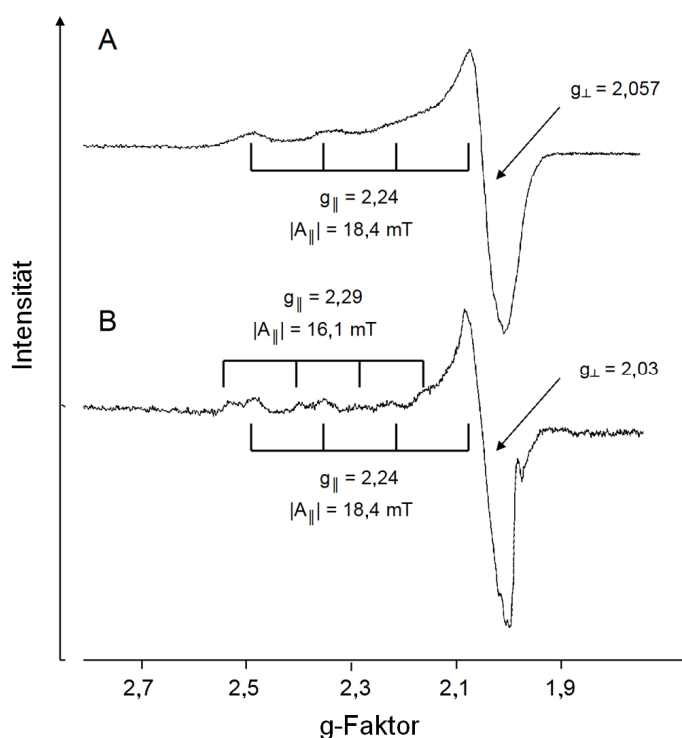 A
g⊥ = 2,057
g∥ = 2,24
|A∥| = 18,4 mT
Intensität
g∥ = 2,29
|A∥| = 16,1 mT
B
g⊥ = 2,03
g∥ = 2,24
|A∥| = 18,4 mT
2,7 2,5 2,3 2,1 1,9
g-Faktor